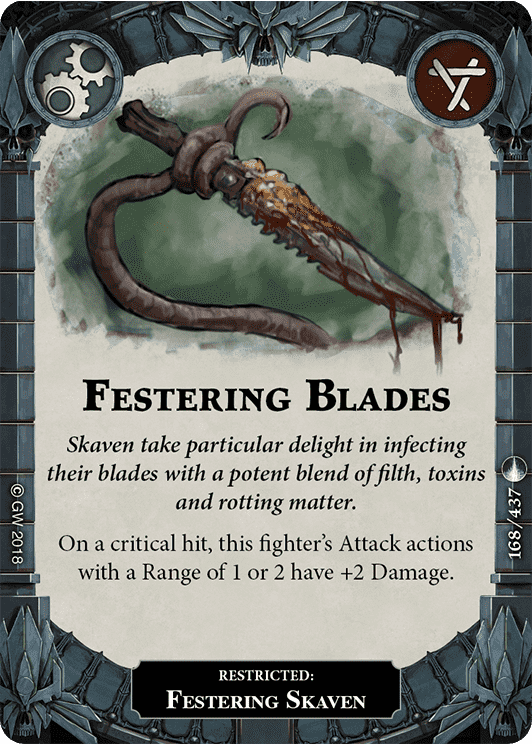 FESTERING BLADES
Skaven take particular delight in infecting
their blades with a potent blend of filth, toxins
and rotting matter.
On a critical hit, this fighter's Attack actions
with a Range of 1 or 2 have +2 Damage.
© GW 2018
168/437
RESTRICTED:
FESTERING SKAVEN